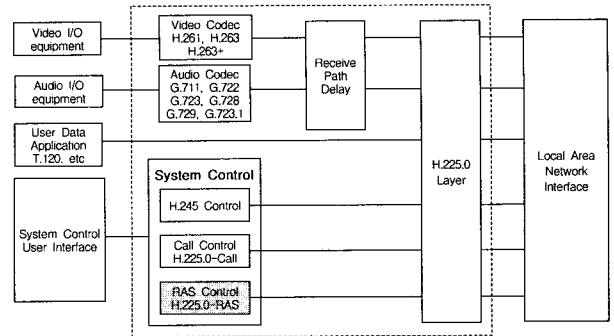 Video I/O
equipment
Video Codec
H.261, H.263
H.263+
Audio I/O
equipment
Audio Codec
G.711, G.722
G.723, G.728
G.729, G.723.1
Receive
Path
Delay
User Data
Application
T.120. etc
System Control
User Interface
System Control
H.245 Control
Call Control
H.225.0-Call
RAS Control
H.225.0-RAS
H.225.0
Layer
Local Area
Network
Interface